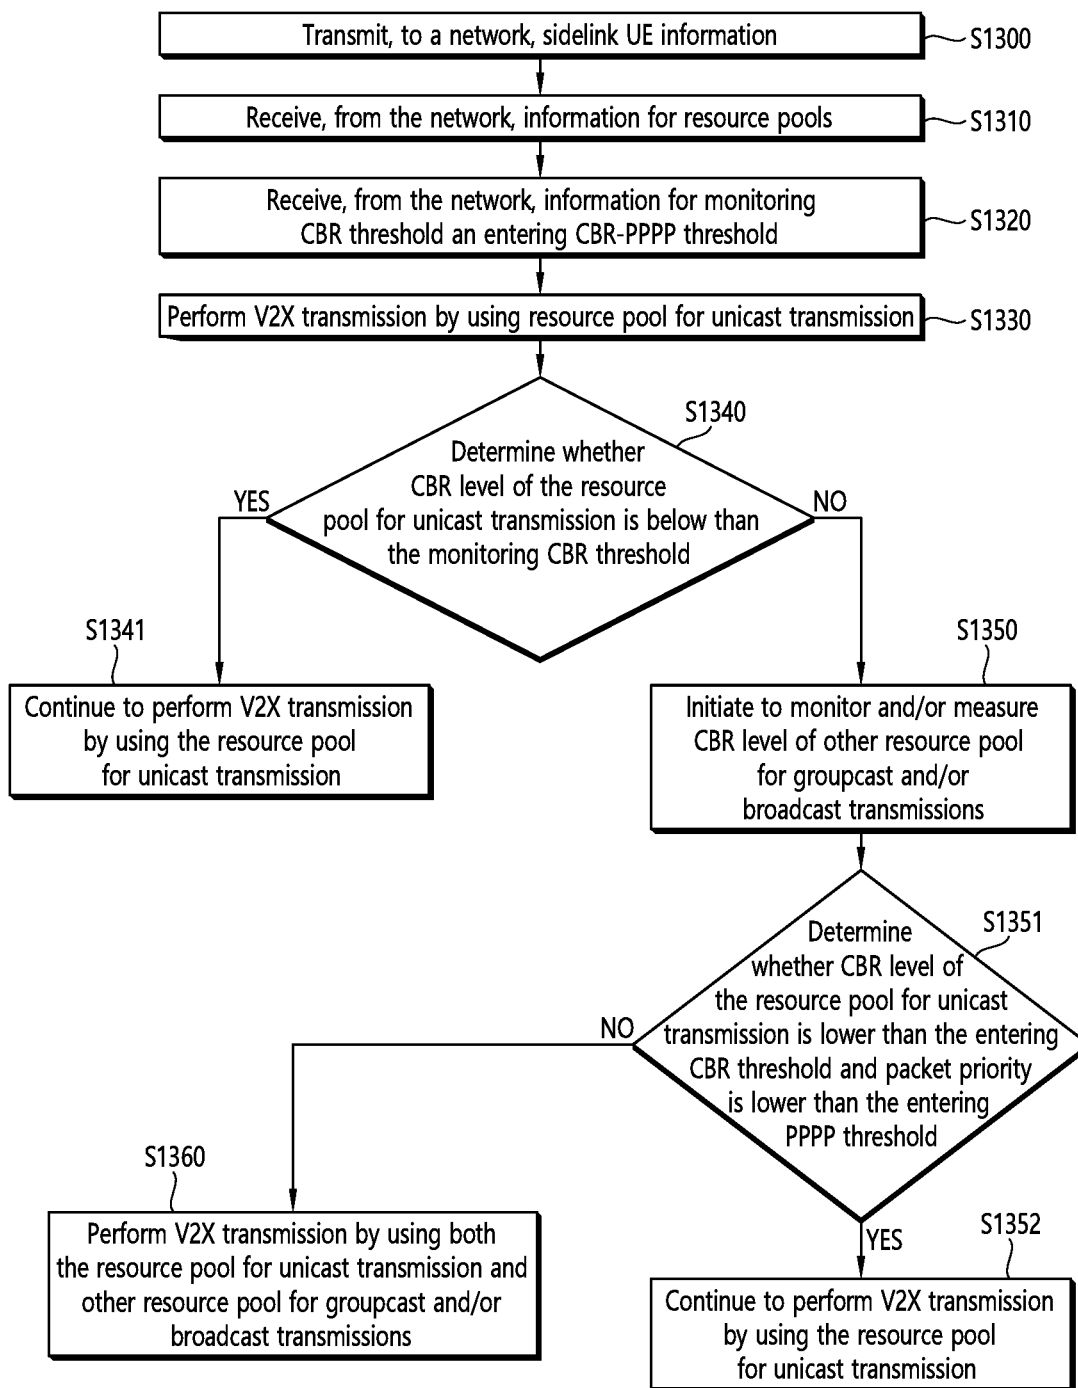 Transmit, to a network, sidelink UE information
S1300
Receive, from the network, information for resource pools
S1310
Receive, from the network, information for monitoring
CBR threshold an entering CBR-PPPP threshold
S1320
Perform V2X transmission by using resource pool for unicast transmission
S1330
S1340
Determine whether
CBR level of the resource
pool for unicast transmission is below than
the monitoring CBR threshold
YES
NO
S1341
Continue to perform V2X transmission
by using the resource pool
for unicast transmission
S1350
Initiate to monitor and/or measure
CBR level of other resource pool
for groupcast and/or
broadcast transmissions
S1351
Determine
whether CBR level of
the resource pool for unicast
transmission is lower than the entering
CBR threshold and packet priority
is lower than the entering
PPPP threshold
NO
YES
S1360
Perform V2X transmission by using both
the resource pool for unicast transmission and
other resource pool for groupcast and/or
broadcast transmissions
S1352
Continue to perform V2X transmission
by using the resource pool
for unicast transmission